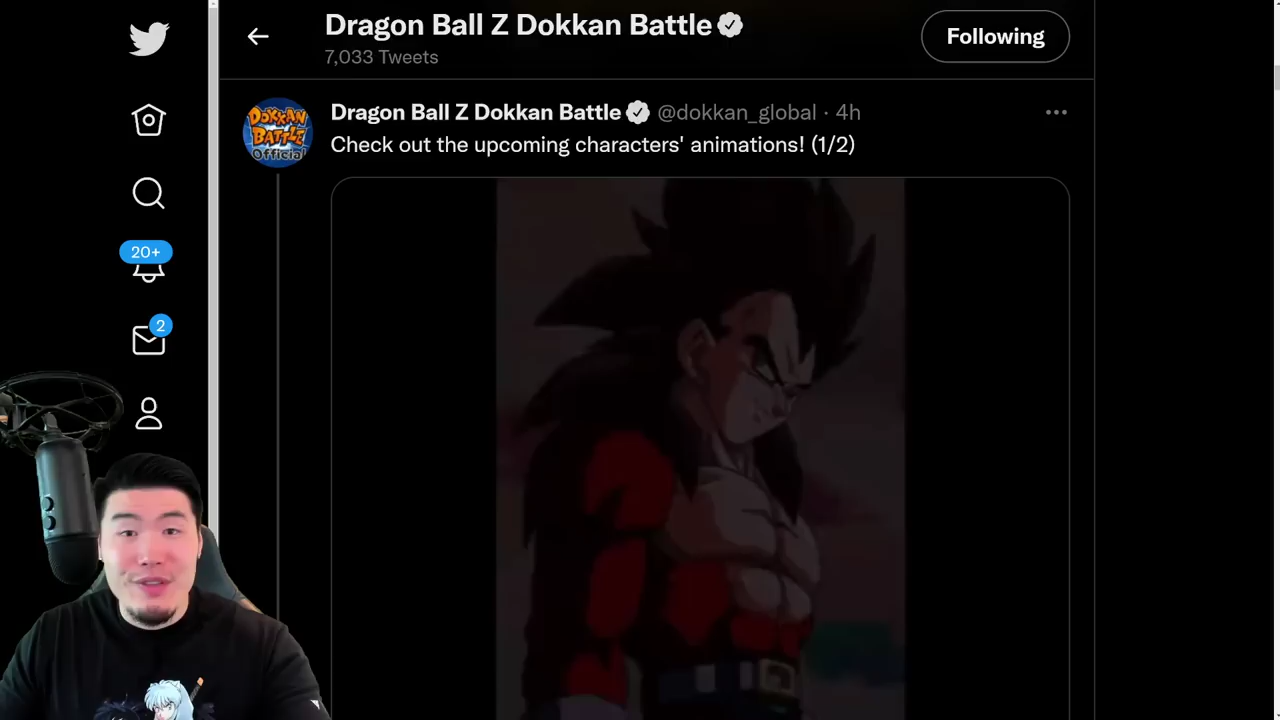 Dragon Ball Z Dokkan Battle
7,033 Tweets
Following
Dragon Ball Z Dokkan Battle @dokkan_global · 4h
Check out the upcoming characters' animations! (1/2)
DOKKAN
BATTLE
Official
20+
2